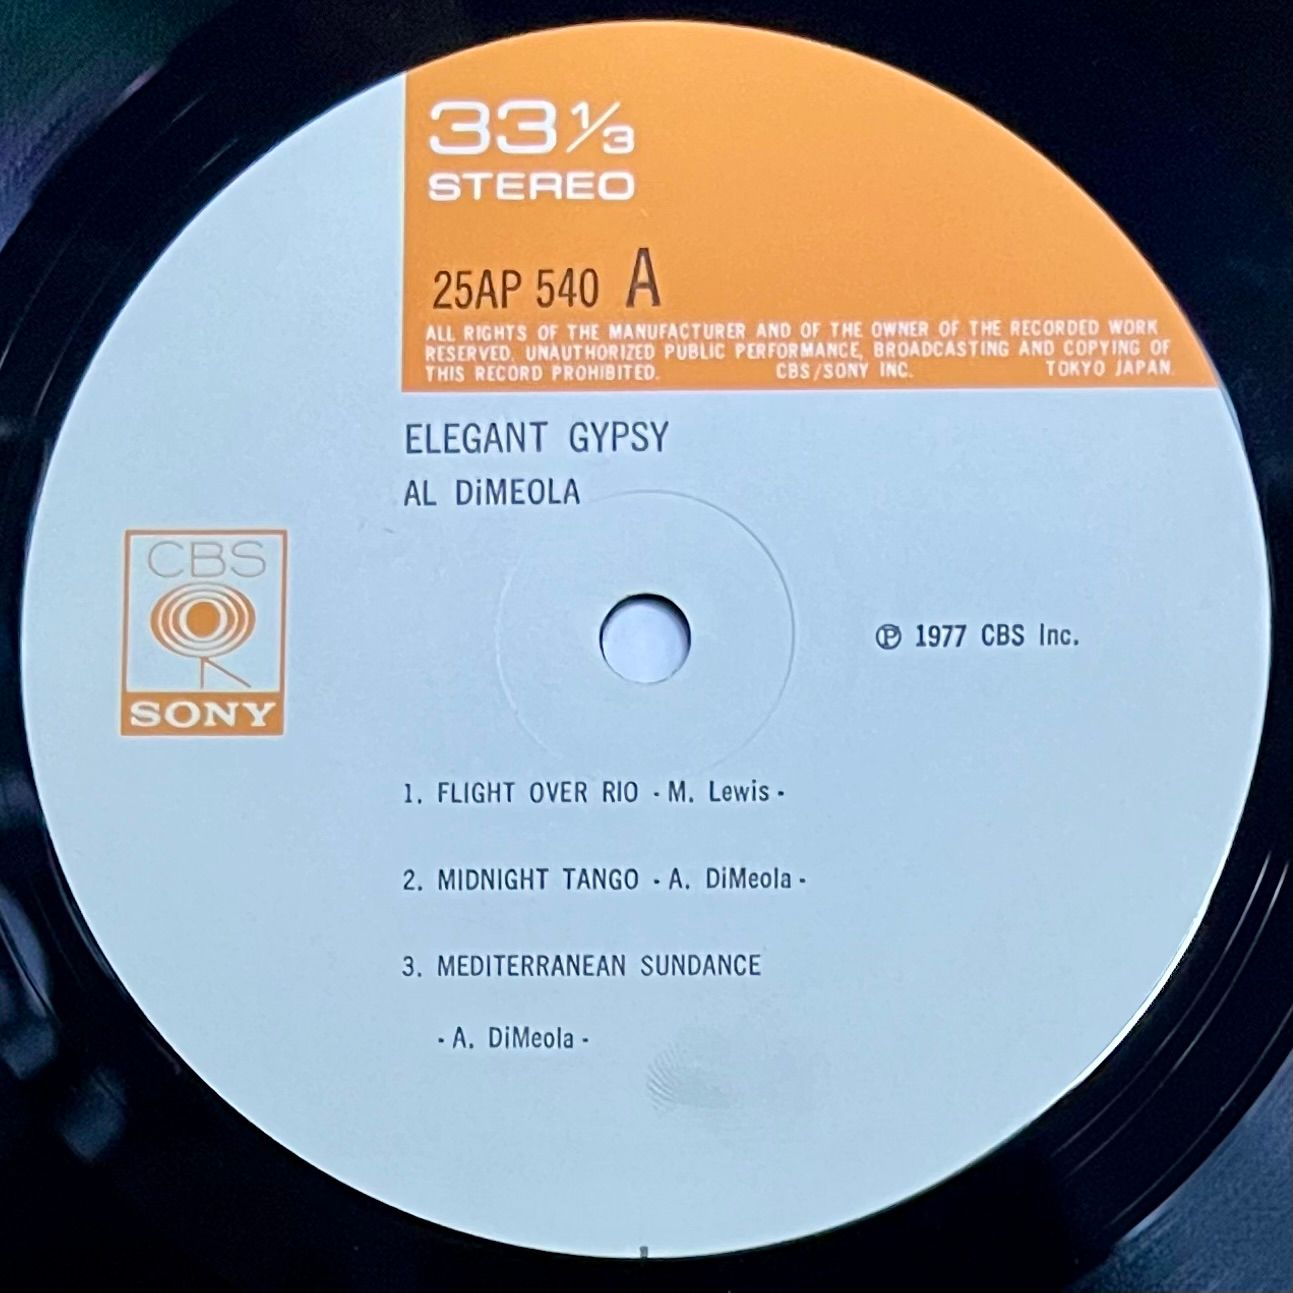 33 1/3
STEREO
25AP 540 A
ALL RIGHTS OF THE MANUFACTURER AND OF THE OWNER OF THE RECORDED WORK
RESERVED. UNAUTHORIZED PUBLIC PERFORMANCE, BROADCASTING AND COPYING OF
THIS RECORD PROHIBITED. CBS/SONY INC. TOKYO JAPAN.
ELEGANT GYPSY
AL DiMEOLA
CBS
SONY
℗ 1977 CBS Inc.
1. FLIGHT OVER RIO - M. Lewis -
2. MIDNIGHT TANGO - A. DiMeola -
3. MEDITERRANEAN SUNDANCE
- A. DiMeola -